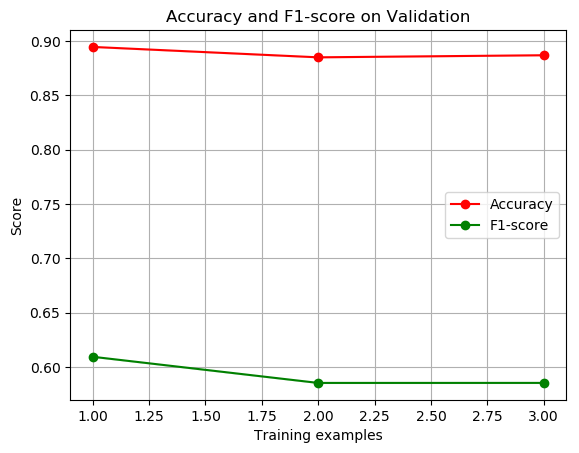 Accuracy and F1-score on Validation
0.90
0.85
0.80
0.75
0.70
0.65
0.60
Score
Accuracy
F1-score
1.00 1.25 1.50 1.75 2.00 2.25 2.50 2.75 3.00
Training examples